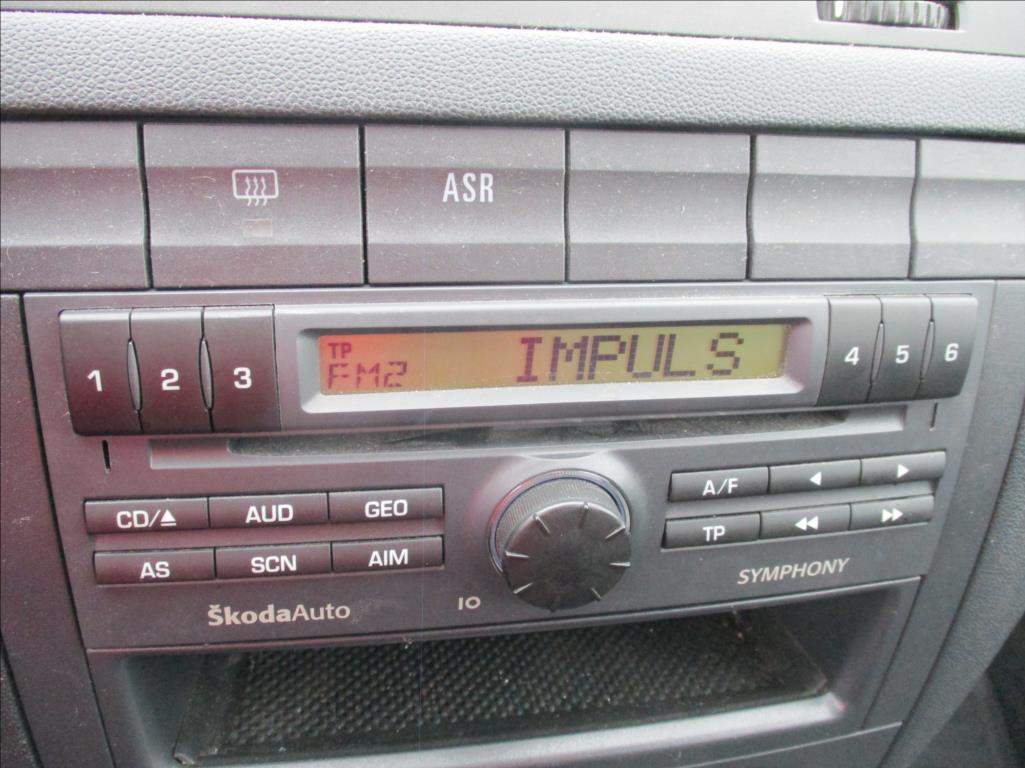 ASR
1 2 3
TP
FM2 IMPULS
4 5 6
CD/⏏ AUD GEO
AS SCN AIM
A/F ◀ ▶
TP ◀◀ ▶▶
SYMPHONY
ŠkodaAuto
IO